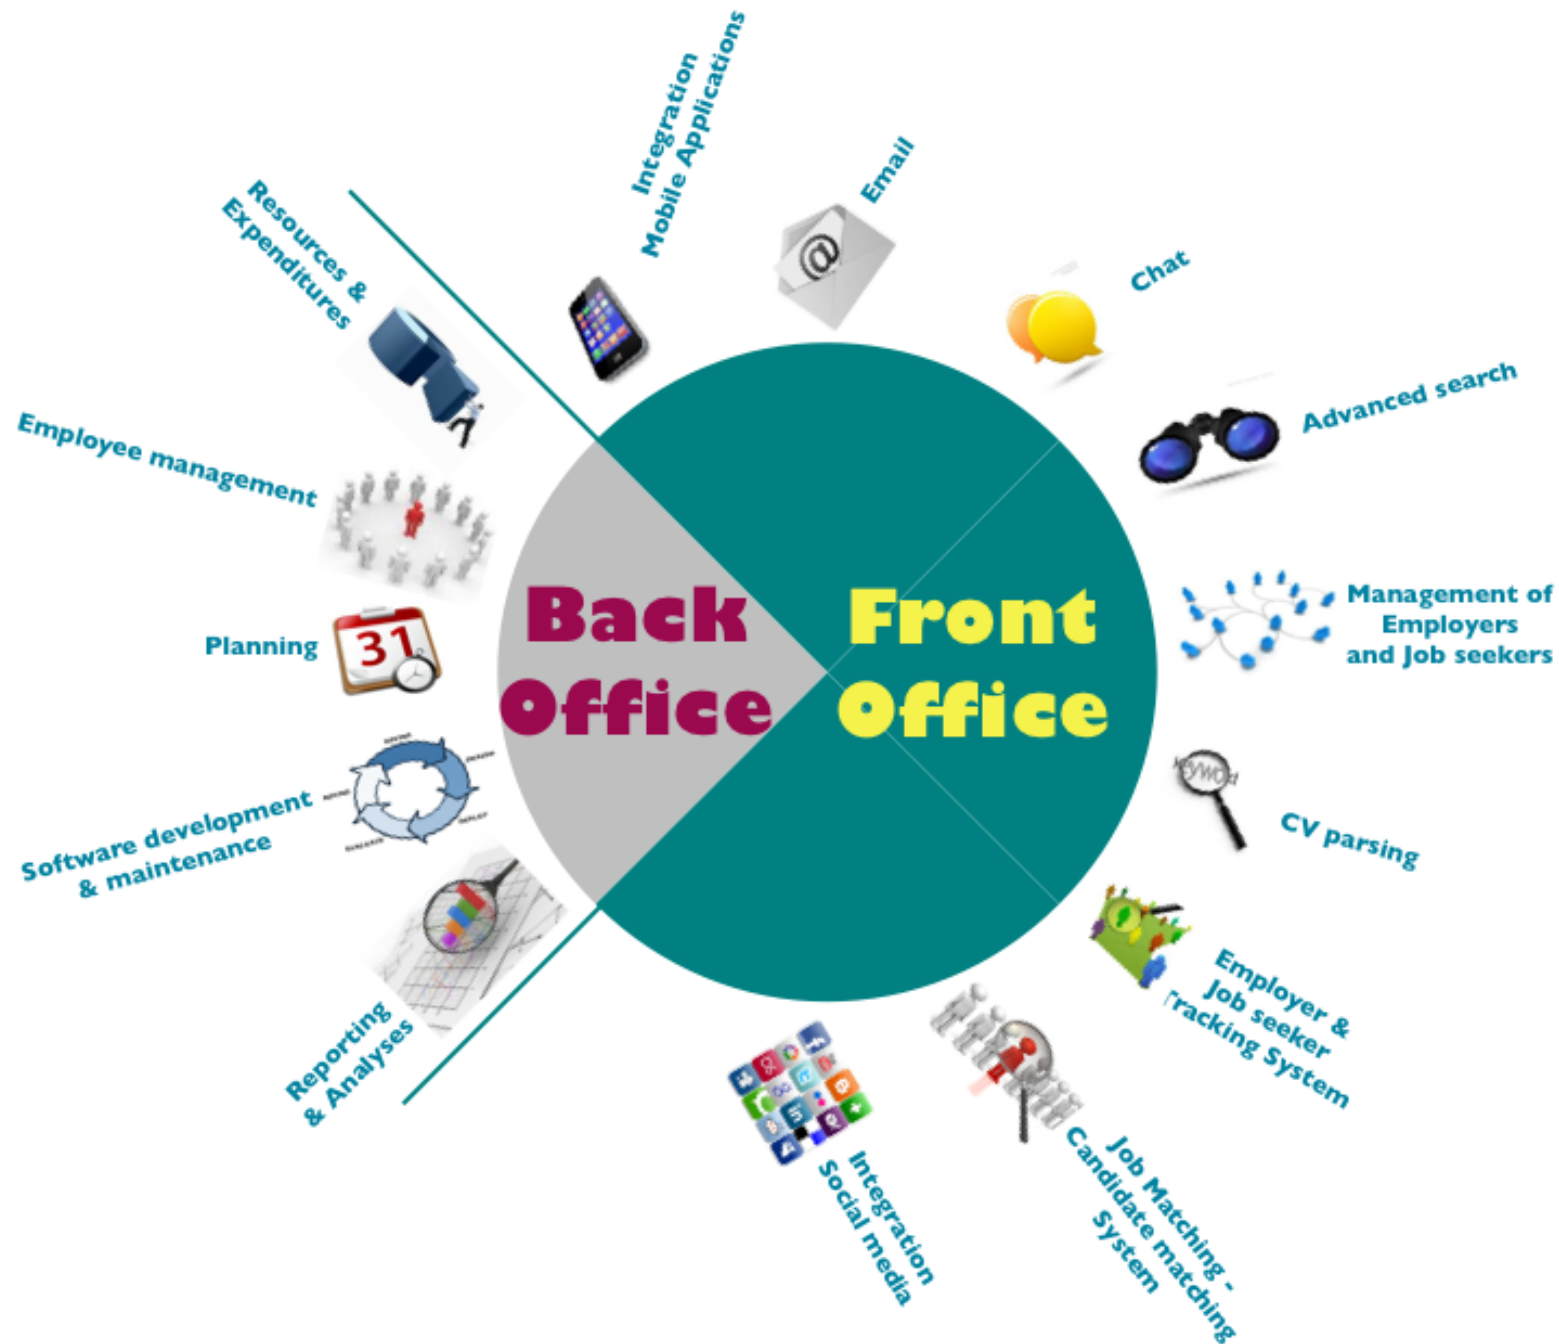 Integration
Mobile Applications
Email
Chat
Advanced search
Management of
Employers
and Job seekers
CV parsing
Employer &
Job seeker
Tracking System
Job Matching -
Candidate matching
System
Integration
Social media
Reporting
& Analyses
Software development
& maintenance
Planning
31
Employee management
Resources &
Expenditures
Back
Office
Front
Office
@
in